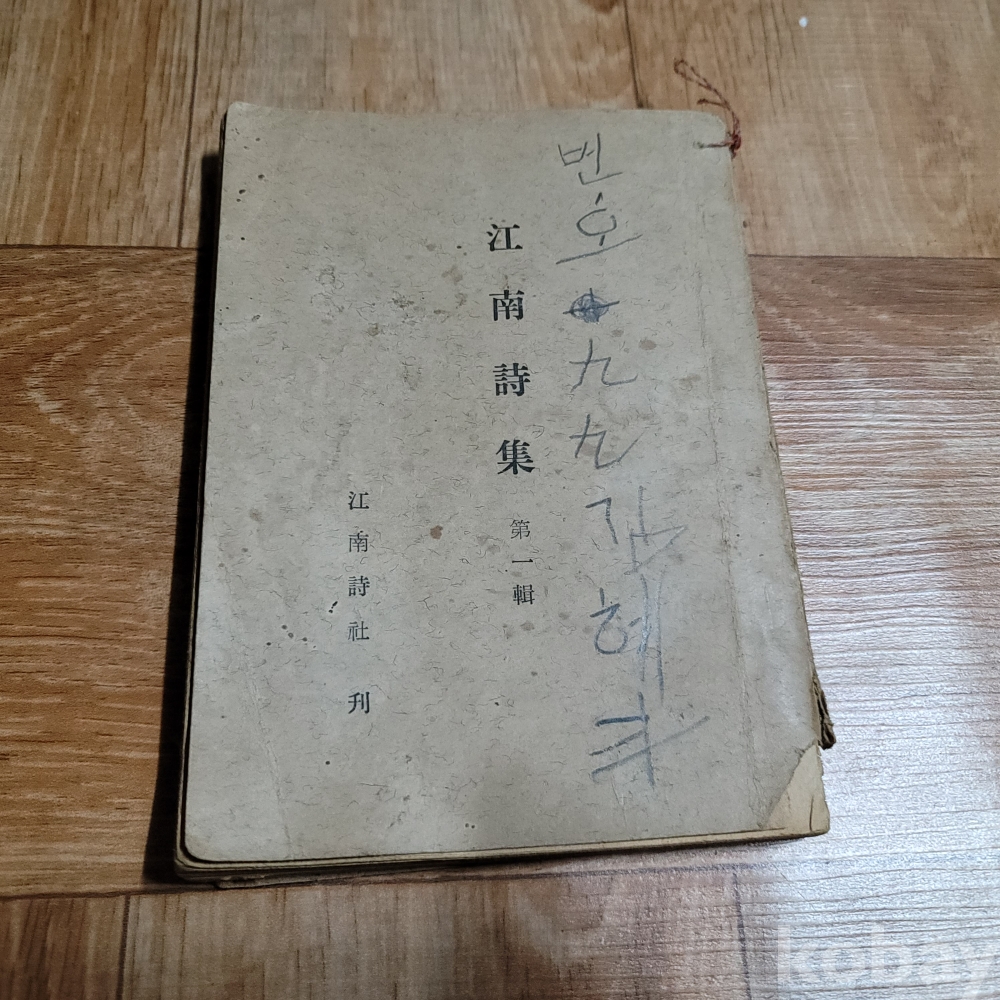 번호 九九
江南詩集 第一輯
江南詩社 刊
kobay